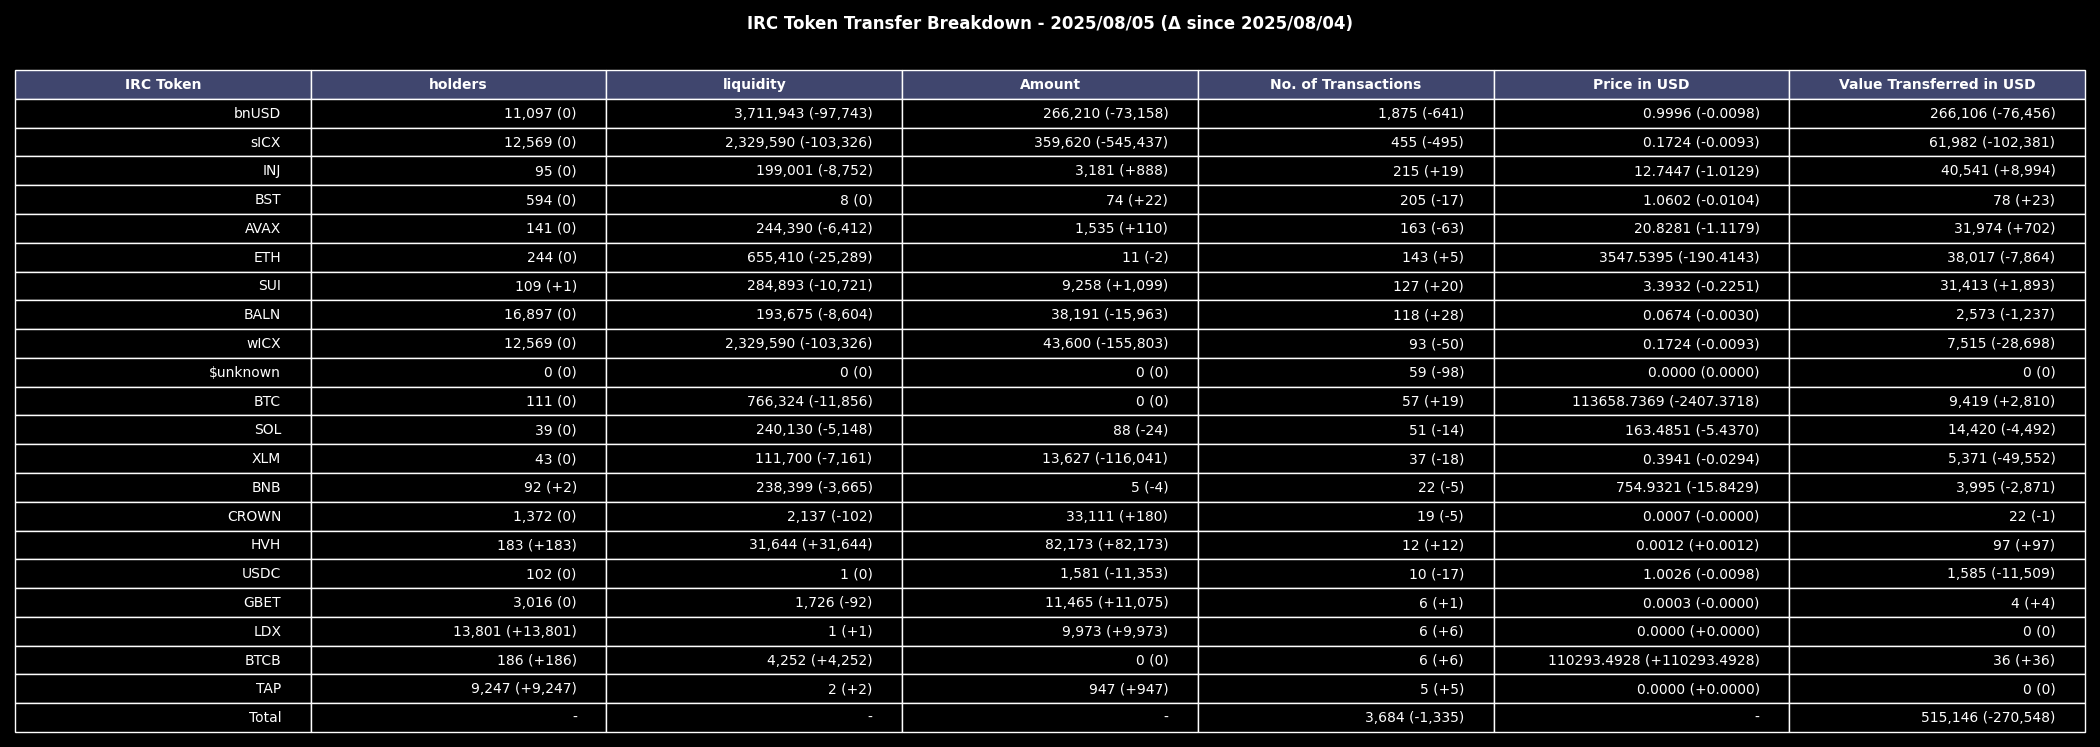 IRC Token Transfer Breakdown - 2025/08/05 (Δ since 2025/08/04)
IRC Token holders liquidity Amount No. of Transactions Price in USD Value Transferred in USD
bnUSD 11,097 (0) 3,711,943 (-97,743) 266,210 (-73,158) 1,875 (-641) 0.9996 (-0.0098) 266,106 (-76,456)
sICX 12,569 (0) 2,329,590 (-103,326) 359,620 (-545,437) 455 (-495) 0.1724 (-0.0093) 61,982 (-102,381)
INJ 95 (0) 199,001 (-8,752) 3,181 (+888) 215 (+19) 12.7447 (-1.0129) 40,541 (+8,994)
BST 594 (0) 8 (0) 74 (+22) 205 (-17) 1.0602 (-0.0104) 78 (+23)
AVAX 141 (0) 244,390 (-6,412) 1,535 (+110) 163 (-63) 20.8281 (-1.1179) 31,974 (+702)
ETH 244 (0) 655,410 (-25,289) 11 (-2) 143 (+5) 3547.5395 (-190.4143) 38,017 (-7,864)
SUI 109 (+1) 284,893 (-10,721) 9,258 (+1,099) 127 (+20) 3.3932 (-0.2251) 31,413 (+1,893)
BALN 16,897 (0) 193,675 (-8,604) 38,191 (-15,963) 118 (+28) 0.0674 (-0.0030) 2,573 (-1,237)
wICX 12,569 (0) 2,329,590 (-103,326) 43,600 (-155,803) 93 (-50) 0.1724 (-0.0093) 7,515 (-28,698)
$unknown 0 (0) 0 (0) 0 (0) 59 (-98) 0.0000 (0.0000) 0 (0)
BTC 111 (0) 766,324 (-11,856) 0 (0) 57 (+19) 113658.7369 (-2407.3718) 9,419 (+2,810)
SOL 39 (0) 240,130 (-5,148) 88 (-24) 51 (-14) 163.4851 (-5.4370) 14,420 (-4,492)
XLM 43 (0) 111,700 (-7,161) 13,627 (-116,041) 37 (-18) 0.3941 (-0.0294) 5,371 (-49,552)
BNB 92 (+2) 238,399 (-3,665) 5 (-4) 22 (-5) 754.9321 (-15.8429) 3,995 (-2,871)
CROWN 1,372 (0) 2,137 (-102) 33,111 (+180) 19 (-5) 0.0007 (-0.0000) 22 (-1)
HVH 183 (+183) 31,644 (+31,644) 82,173 (+82,173) 12 (+12) 0.0012 (+0.0012) 97 (+97)
USDC 102 (0) 1 (0) 1,581 (-11,353) 10 (-17) 1.0026 (-0.0098) 1,585 (-11,509)
GBET 3,016 (0) 1,726 (-92) 11,465 (+11,075) 6 (+1) 0.0003 (-0.0000) 4 (+4)
LDX 13,801 (+13,801) 1 (+1) 9,973 (+9,973) 6 (+6) 0.0000 (+0.0000) 0 (0)
BTCB 186 (+186) 4,252 (+4,252) 0 (0) 6 (+6) 110293.4928 (+110293.4928) 36 (+36)
TAP 9,247 (+9,247) 2 (+2) 947 (+947) 5 (+5) 0.0000 (+0.0000) 0 (0)
Total - - - 3,684 (-1,335) - 515,146 (-270,548)